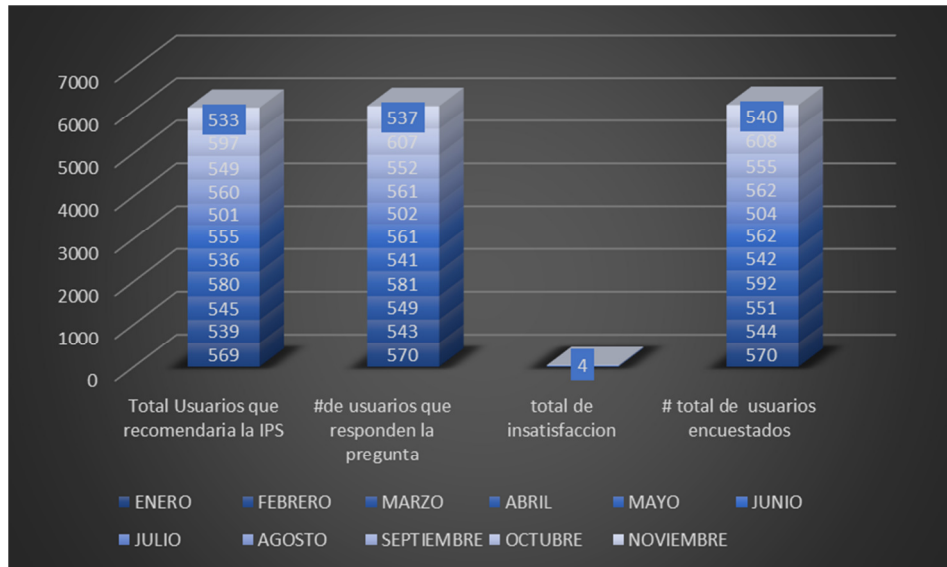 7000
6000
5000
4000
3000
2000
1000
0
533 537 540
597 607 608
549 552 555
560 561 562
501 502 504
555 561 562
536 541 542
580 581 592
545 549 551
539 543 544
569 570 4 570
Total Usuarios que recomendaria la IPS
#de usuarios que responden la pregunta
total de insatisfaccion
# total de usuarios encuestados
ENERO FEBRERO MARZO ABRIL MAYO JUNIO
JULIO AGOSTO SEPTIEMBRE OCTUBRE NOVIEMBRE